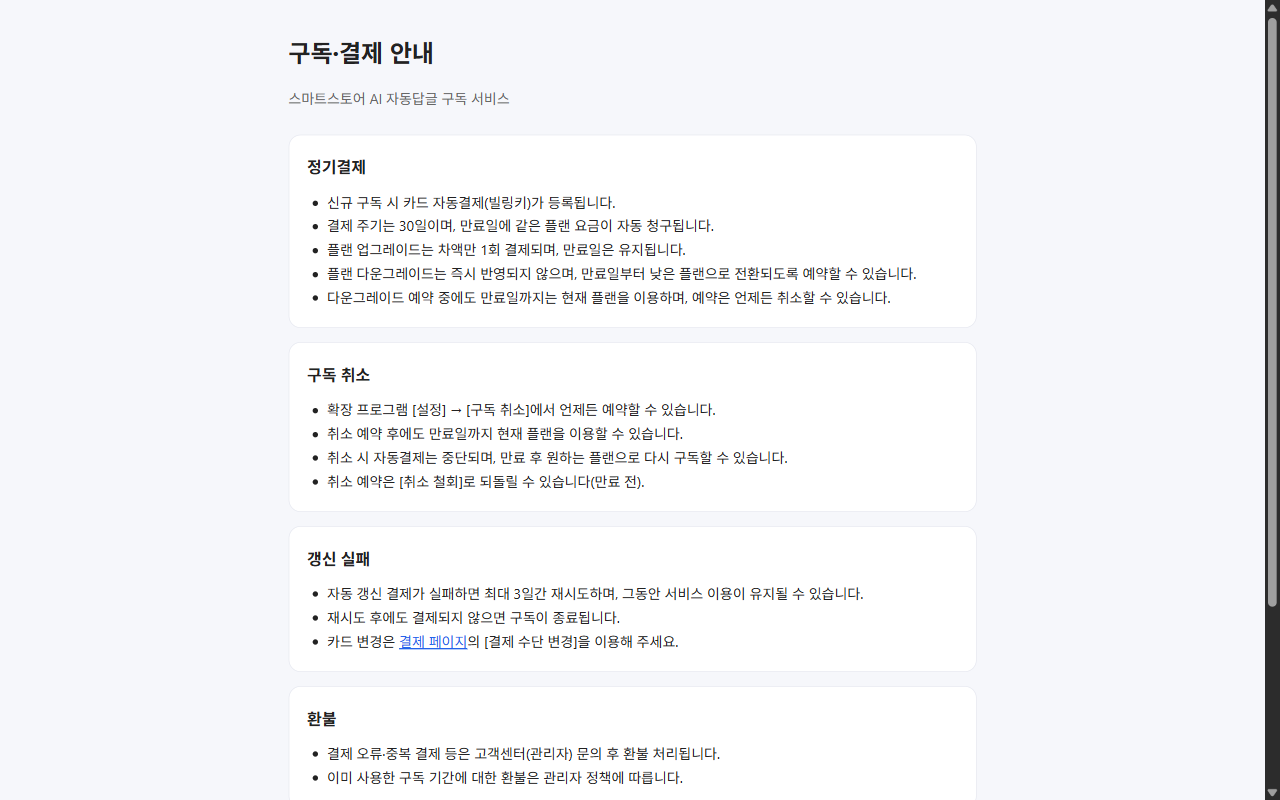 구독·결제 안내
스마트스토어 AI 자동답글 구독 서비스
정기결제
신규 구독 시 카드 자동결제(빌링키)가 등록됩니다.
결제 주기는 30일이며, 만료일에 같은 플랜 요금이 자동 청구됩니다.
플랜 업그레이드는 차액만 1회 결제되며, 만료일은 유지됩니다.
플랜 다운그레이드는 즉시 반영되지 않으며, 만료일부터 낮은 플랜으로 전환되도록 예약할 수 있습니다.
다운그레이드 예약 중에도 만료일까지는 현재 플랜을 이용하며, 예약은 언제든 취소할 수 있습니다.
구독 취소
확장 프로그램 [설정] → [구독 취소]에서 언제든 예약할 수 있습니다.
취소 예약 후에도 만료일까지 현재 플랜을 이용할 수 있습니다.
취소 시 자동결제는 중단되며, 만료 후 원하는 플랜으로 다시 구독할 수 있습니다.
취소 예약은 [취소 철회]로 되돌릴 수 있습니다(만료 전).
갱신 실패
자동 갱신 결제가 실패하면 최대 3일간 재시도하며, 그동안 서비스 이용이 유지될 수 있습니다.
재시도 후에도 결제되지 않으면 구독이 종료됩니다.
카드 변경은 결제 페이지의 [결제 수단 변경]을 이용해 주세요.
환불
결제 오류·중복 결제 등은 고객센터(관리자) 문의 후 환불 처리됩니다.
이미 사용한 구독 기간에 대한 환불은 관리자 정책에 따릅니다.